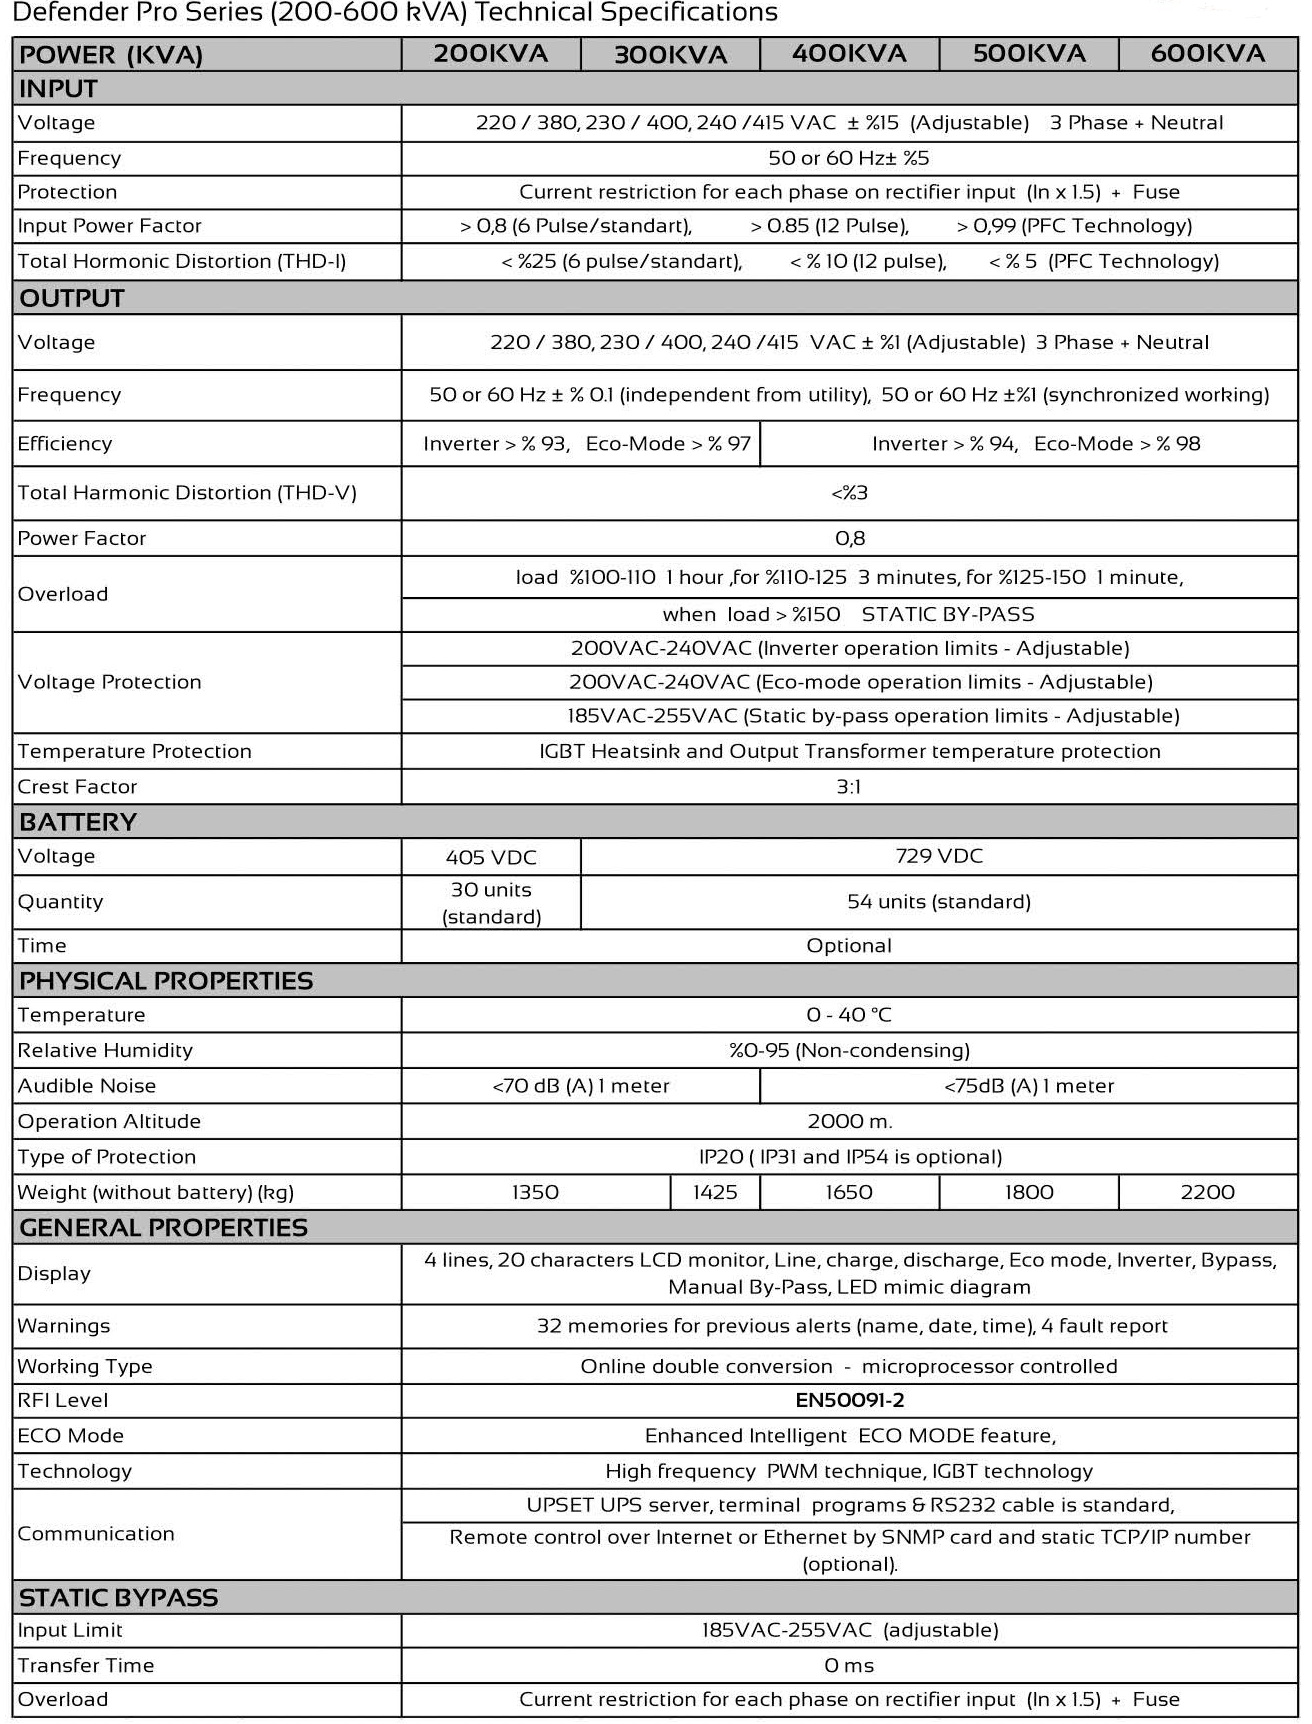 Defender Pro Series (200-600 kVA) Technical Specifications
POWER (KVA) 200KVA 300KVA 400KVA 500KVA 600KVA
INPUT
Voltage 220 / 380, 230 / 400, 240 /415 VAC ± %15 (Adjustable) 3 Phase + Neutral
Frequency 50 or 60 Hz± %5
Protection Current restriction for each phase on rectifier input (In x 1.5) + Fuse
Input Power Factor > 0,8 (6 Pulse/standart), > 0.85 (12 Pulse), > 0,99 (PFC Technology)
Total Hormonic Distortion (THD-I) < %25 (6 pulse/standart), < % 10 (12 pulse), < % 5 (PFC Technology)
OUTPUT
Voltage 220 / 380, 230 / 400, 240 /415 VAC ± %1 (Adjustable) 3 Phase + Neutral
Frequency 50 or 60 Hz ± % 0.1 (independent from utility), 50 or 60 Hz ±%1 (synchronized working)
Efficiency Inverter > % 93, Eco-Mode > % 97 Inverter > % 94, Eco-Mode > % 98
Total Harmonic Distortion (THD-V) <%3
Power Factor 0,8
Overload load %100-110 1 hour ,for %110-125 3 minutes, for %125-150 1 minute,
when load > %150 STATIC BY-PASS
Voltage Protection 200VAC-240VAC (Inverter operation limits - Adjustable)
200VAC-240VAC (Eco-mode operation limits - Adjustable)
185VAC-255VAC (Static by-pass operation limits - Adjustable)
Temperature Protection IGBT Heatsink and Output Transformer temperature protection
Crest Factor 3:1
BATTERY
Voltage 405 VDC 729 VDC
Quantity 30 units (standard) 54 units (standard)
Time Optional
PHYSICAL PROPERTIES
Temperature 0 - 40 °C
Relative Humidity %0-95 (Non-condensing)
Audible Noise <70 dB (A) 1 meter <75dB (A) 1 meter
Operation Altitude 2000 m.
Type of Protection IP20 ( IP31 and IP54 is optional)
Weight (without battery) (kg) 1350 1425 1650 1800 2200
GENERAL PROPERTIES
Display 4 lines, 20 characters LCD monitor, Line, charge, discharge, Eco mode, Inverter, Bypass,
Manual By-Pass, LED mimic diagram
Warnings 32 memories for previous alerts (name, date, time), 4 fault report
Working Type Online double conversion - microprocessor controlled
RFI Level EN50091-2
ECO Mode Enhanced Intelligent ECO MODE feature,
Technology High frequency PWM technique, IGBT technology
Communication UPSET UPS server, terminal programs & RS232 cable is standard,
Remote control over Internet or Ethernet by SNMP card and static TCP/IP number
(optional).
STATIC BYPASS
Input Limit 185VAC-255VAC (adjustable)
Transfer Time 0 ms
Overload Current restriction for each phase on rectifier input (In x 1.5) + Fuse